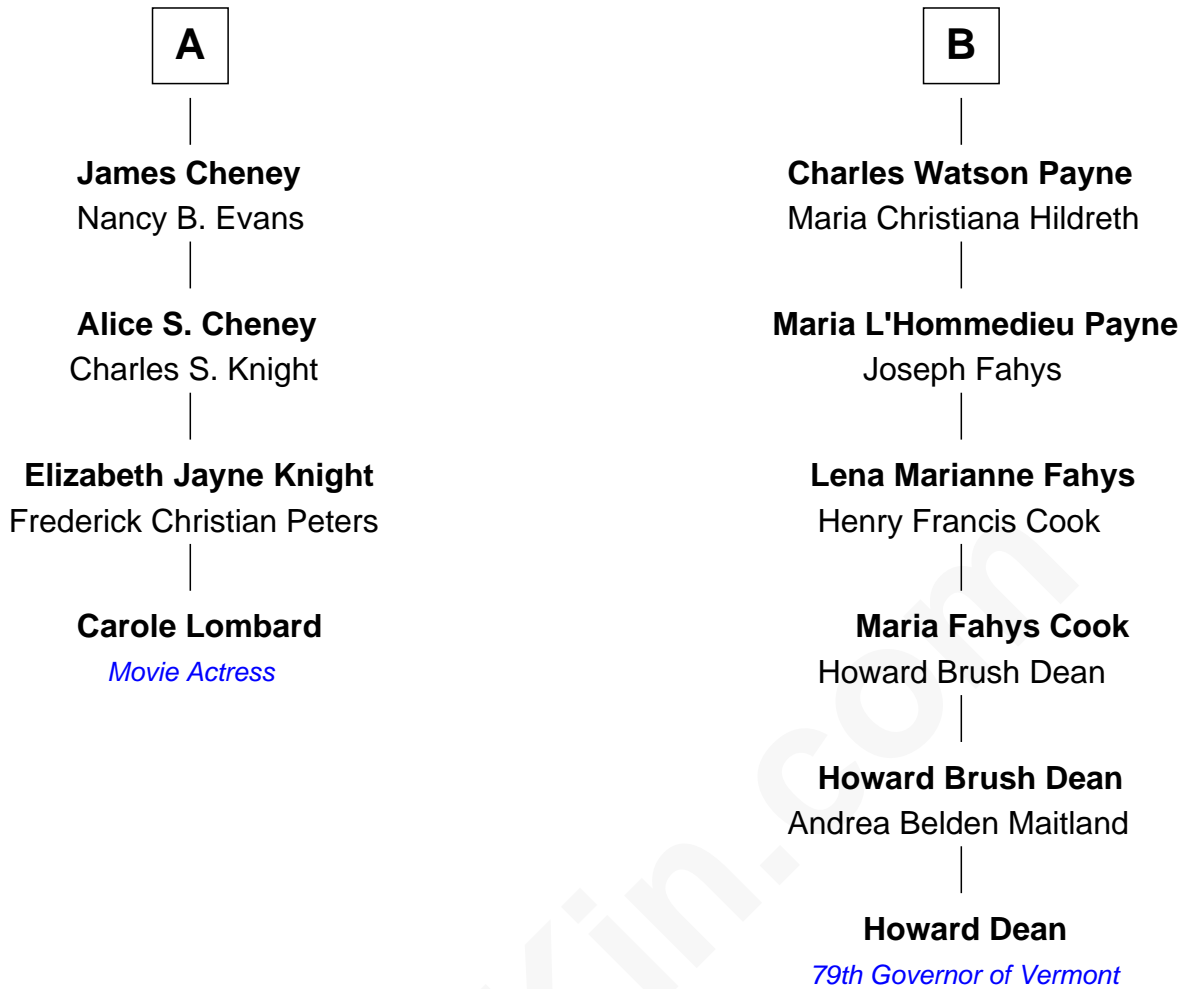 A
James Cheney
Nancy B. Evans
Alice S. Cheney
Charles S. Knight
Elizabeth Jayne Knight
Frederick Christian Peters
Carole Lombard
Movie Actress
B
Charles Watson Payne
Maria Christiana Hildreth
Maria L'Hommedieu Payne
Joseph Fahys
Lena Marianne Fahys
Henry Francis Cook
Maria Fahys Cook
Howard Brush Dean
Howard Brush Dean
Andrea Belden Maitland
Howard Dean
79th Governor of Vermont
Kin.com